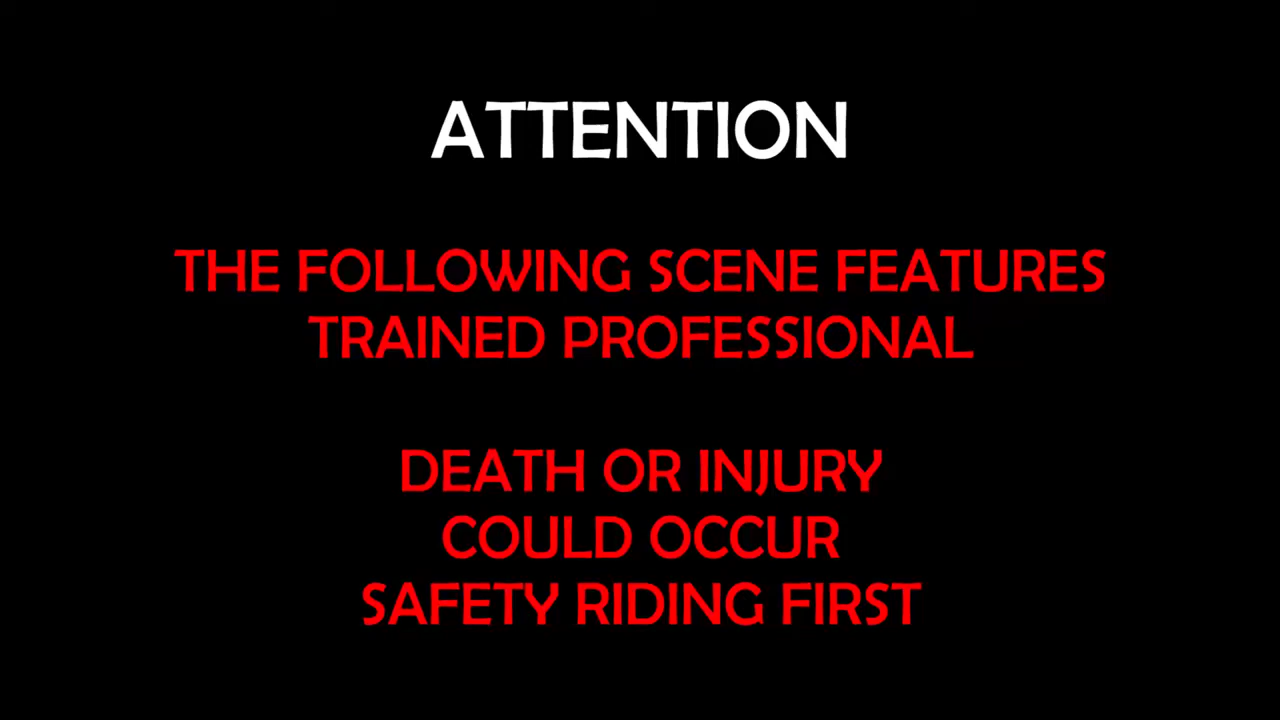 ATTENTION
THE FOLLOWING SCENE FEATURES
TRAINED PROFESSIONAL
DEATH OR INJURY
COULD OCCUR
SAFETY RIDING FIRST